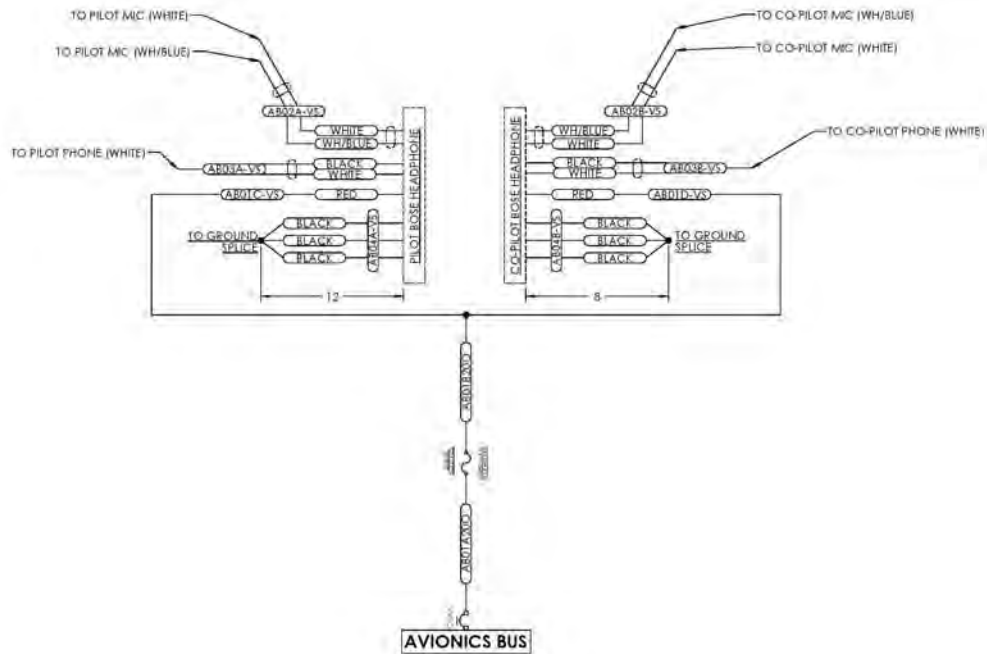 TO PILOT MIC (WHITE)
TO PILOT MIC (WH/BLUE)
TO CO-PILOT MIC (WH/BLUE)
TO CO-PILOT MIC (WHITE)
AB02A-VS
AB02B-VS
WHITE
WH/BLUE
WH/BLUE
WHITE
TO PILOT PHONE (WHITE)
TO CO-PILOT PHONE (WHITE)
AB03A-VS
BLACK
WHITE
BLACK
WHITE
AB03B-VS
AB01C-VS
RED
RED
AB01D-VS
PILOT BOSE HEADPHONE
CO-PILOT BOSE HEADPHONE
TO GROUND
SPLICE
BLACK
BLACK
BLACK
AB04A-VS
AB04B-VS
BLACK
BLACK
BLACK
TO GROUND
SPLICE
12
8
AB01B20O
AB01A20O
AVIONICS BUS